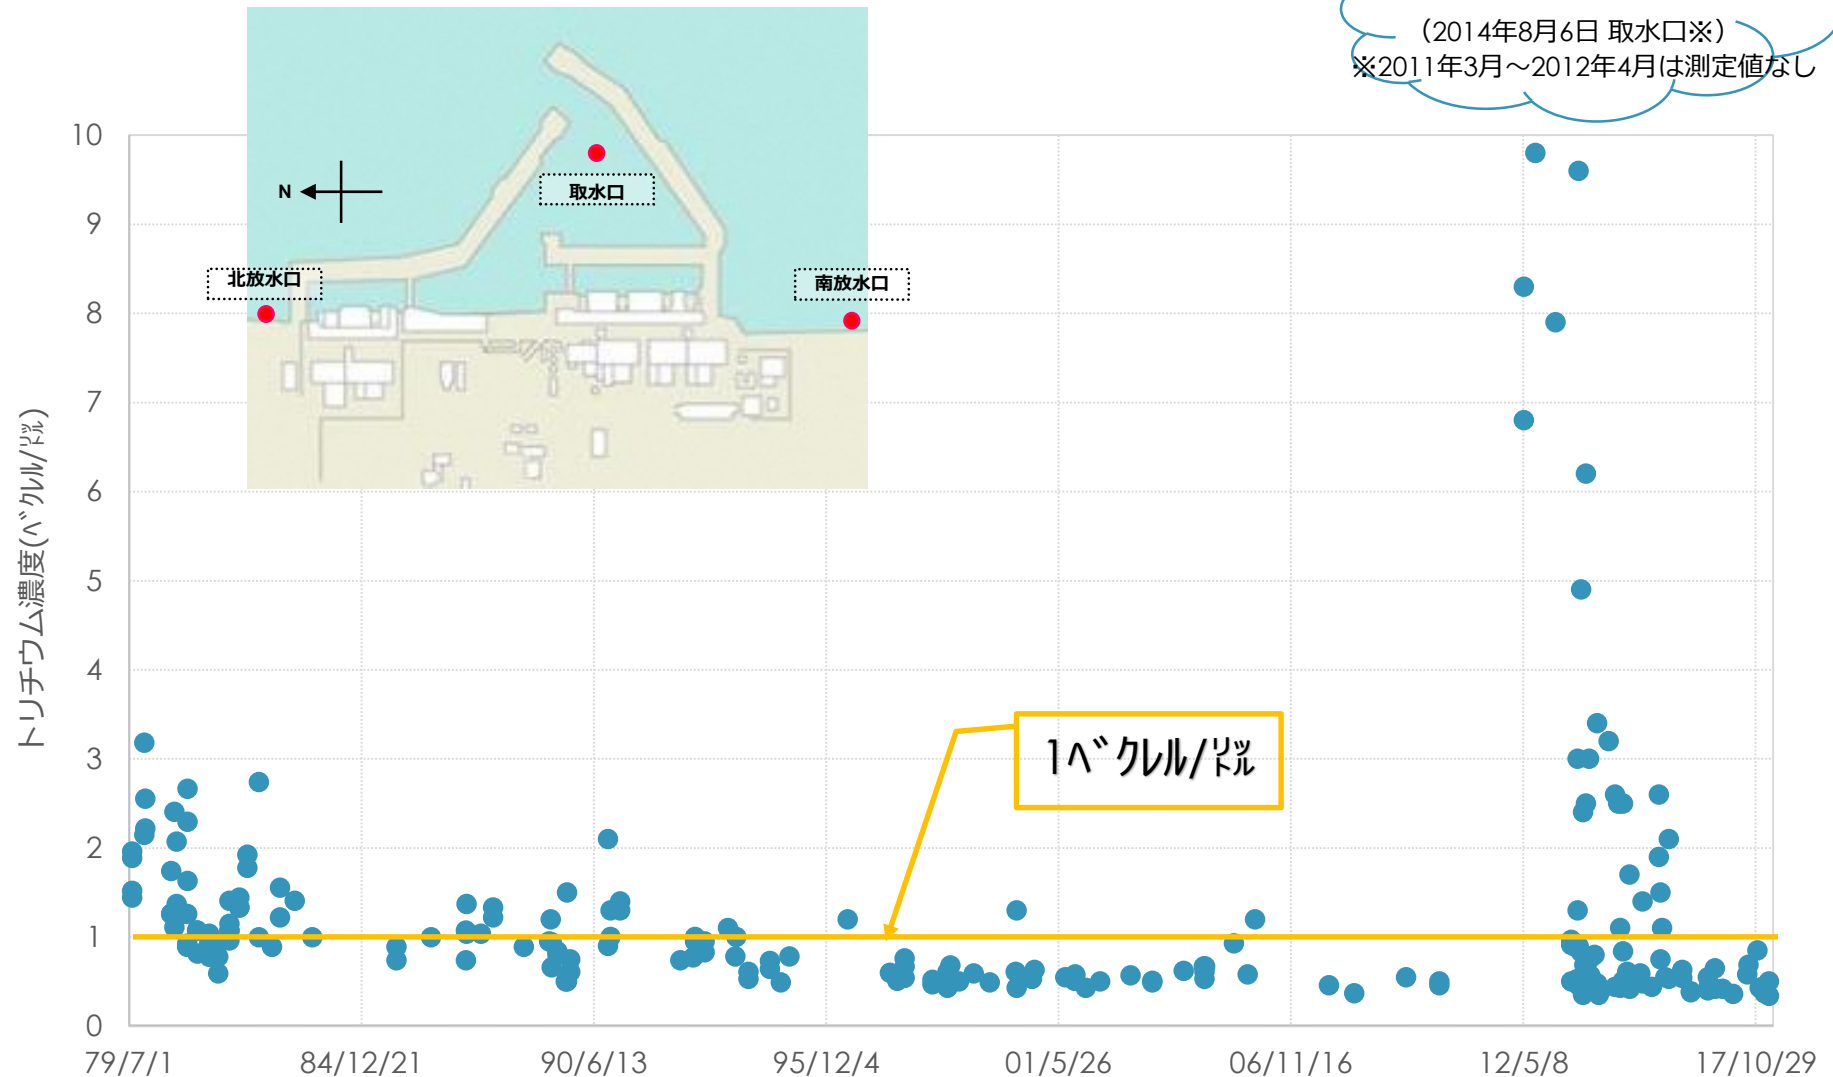 （2014年8月6日 取水口※）
※2011年3月～2012年4月は測定値なし
N
取水口
北放水口
南放水口
トリチウム濃度(ﾍﾞｸﾚﾙ/㍑)
10
9
8
7
6
5
4
3
2
1
0
1ﾍﾞｸﾚﾙ/㍑
79/7/1
84/12/21
90/6/13
95/12/4
01/5/26
06/11/16
12/5/8
17/10/29